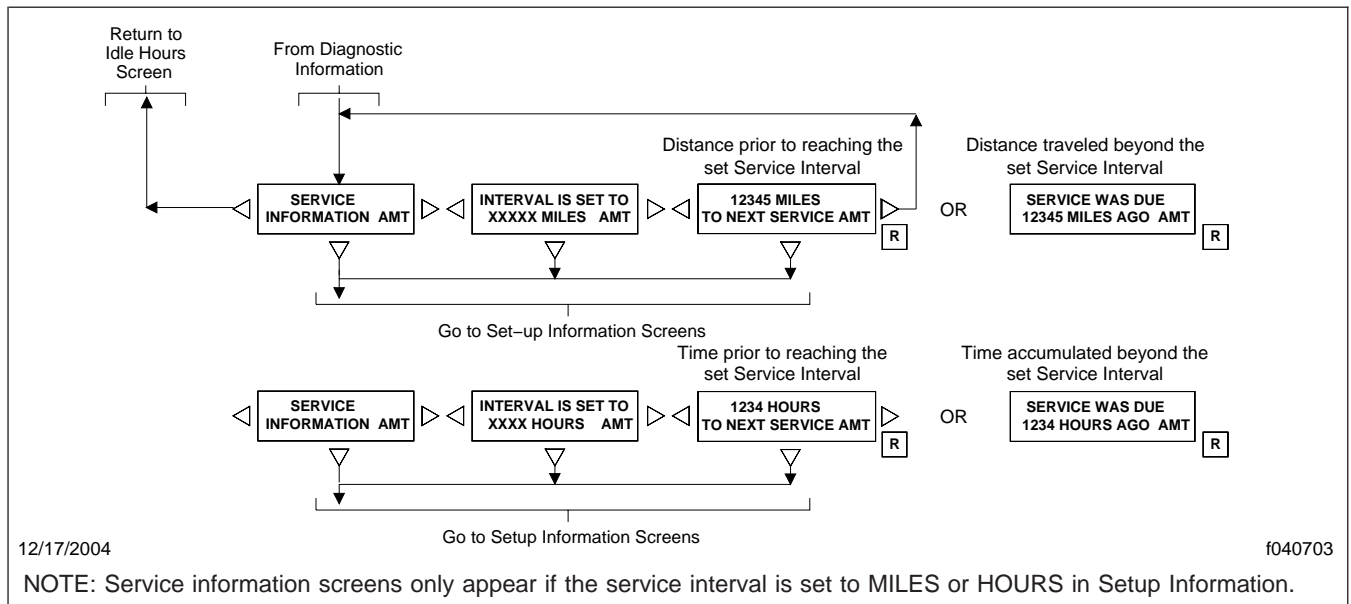 Return to
Idle Hours
Screen
From Diagnostic
Information
Distance prior to reaching the
set Service Interval
Distance traveled beyond the
set Service Interval
SERVICE
INFORMATION AMT
INTERVAL IS SET TO
XXXXX MILES AMT
12345 MILES
TO NEXT SERVICE AMT
R
OR
SERVICE WAS DUE
12345 MILES AGO AMT
R
Go to Set−up Information Screens
Time prior to reaching the
set Service Interval
Time accumulated beyond the
set Service Interval
SERVICE
INFORMATION AMT
INTERVAL IS SET TO
XXXX HOURS AMT
1234 HOURS
TO NEXT SERVICE AMT
R
OR
SERVICE WAS DUE
1234 HOURS AGO AMT
R
Go to Setup Information Screens
12/17/2004
f040703
NOTE: Service information screens only appear if the service interval is set to MILES or HOURS in Setup Information.